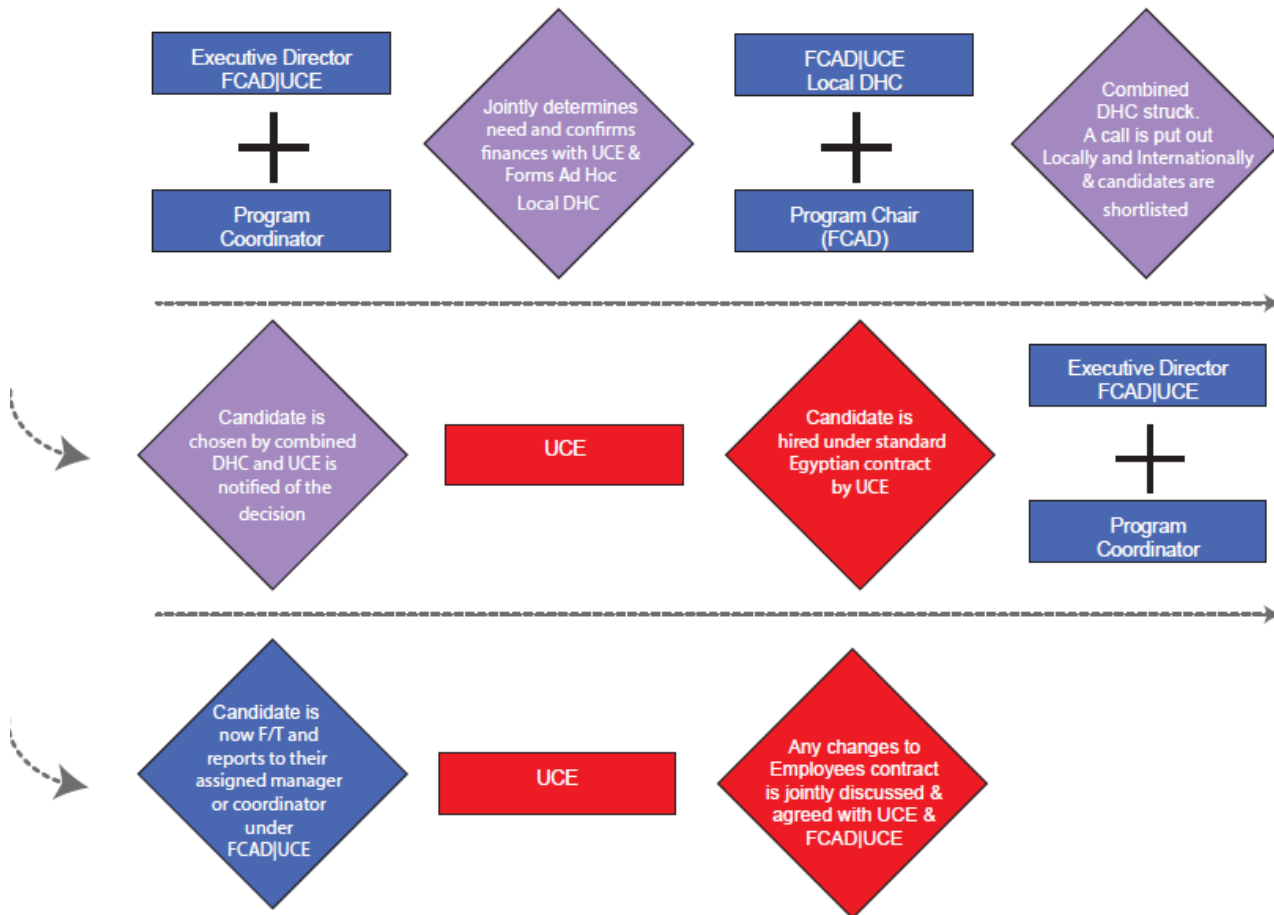 Executive Director
FCAD|UCE
Program
Coordinator
Jointly determines
need and confirms
finances with UCE &
Forms Ad Hoc
Local DHC
FCAD|UCE
Local DHC
Program Chair
(FCAD)
Combined
DHC struck.
A call is put out
Locally and Internationally
& candidates are
shortlisted
Candidate is
chosen by combined
DHC and UCE is
notified of the
decision
UCE
Candidate is
hired under standard
Egyptian contract
by UCE
Executive Director
FCAD|UCE
Program
Coordinator
Candidate is
now F/T and
reports to their
assigned manager
or coordinator
under
FCAD|UCE
UCE
Any changes to
Employees contract
is jointly discussed &
agreed with UCE &
FCAD|UCE